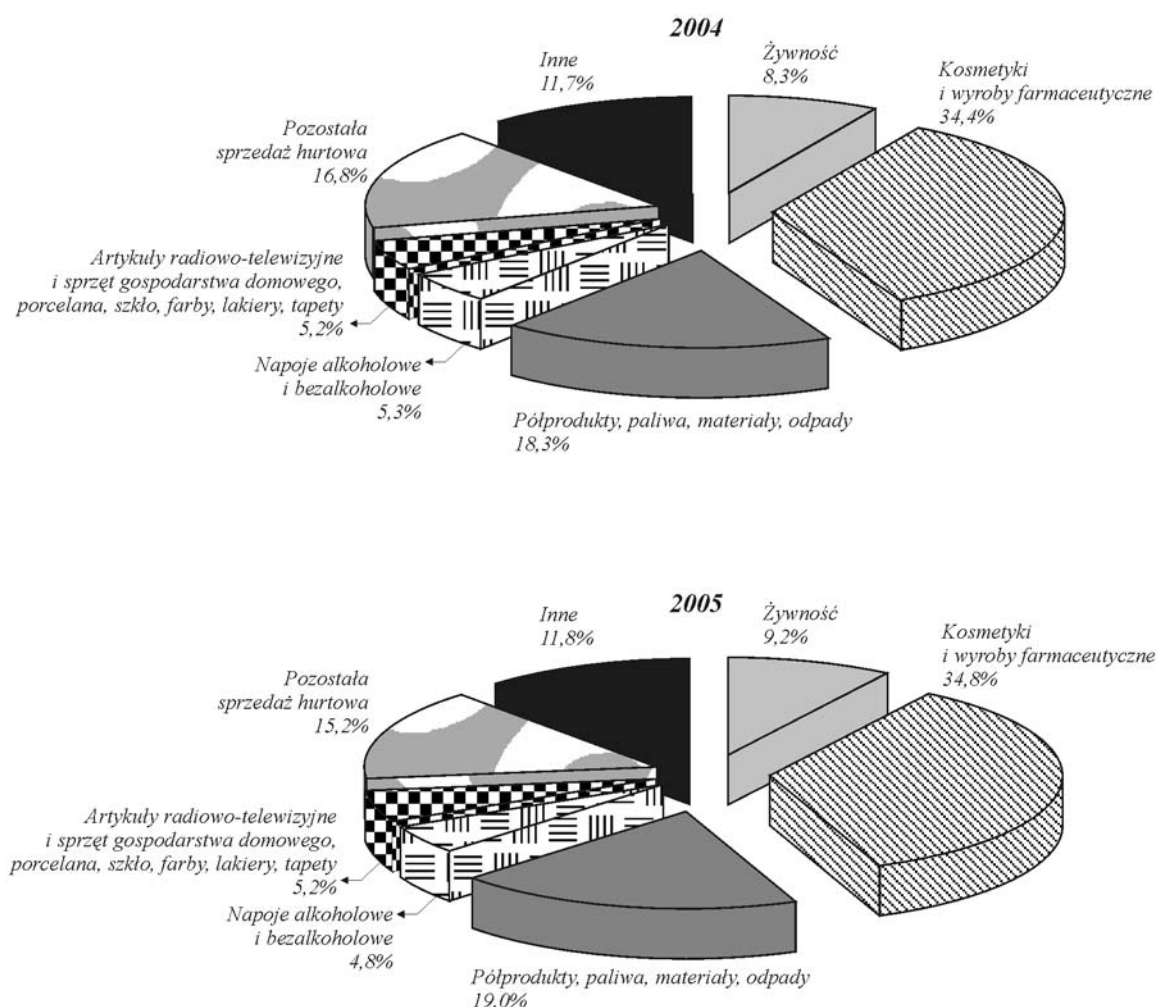 2004
Inne
11,7%
Żywność
8,3%
Kosmetyki
i wyroby farmaceutyczne
34,4%
Pozostała
sprzedaż hurtowa
16,8%
Artykuły radiowo-telewizyjne
i sprzęt gospodarstwa domowego,
porcelana, szkło, farby, lakiery, tapety
5,2%
Napoje alkoholowe
i bezalkoholowe
5,3%
Półprodukty, paliwa, materiały, odpady
18,3%
2005
Inne
11,8%
Żywność
9,2%
Kosmetyki
i wyroby farmaceutyczne
34,8%
Pozostała
sprzedaż hurtowa
15,2%
Artykuły radiowo-telewizyjne
i sprzęt gospodarstwa domowego,
porcelana, szkło, farby, lakiery, tapety
5,2%
Napoje alkoholowe
i bezalkoholowe
4,8%
Półprodukty, paliwa, materiały, odpady
19,0%